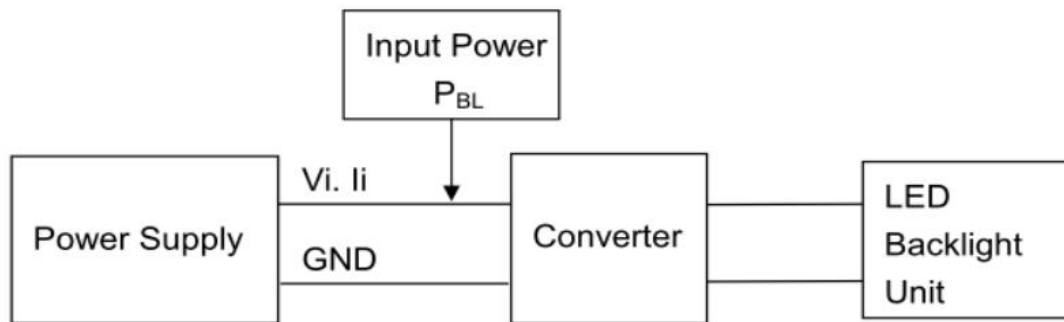 Input Power
PBL
Power Supply
Vi. Ii
GND
Converter
LED
Backlight
Unit